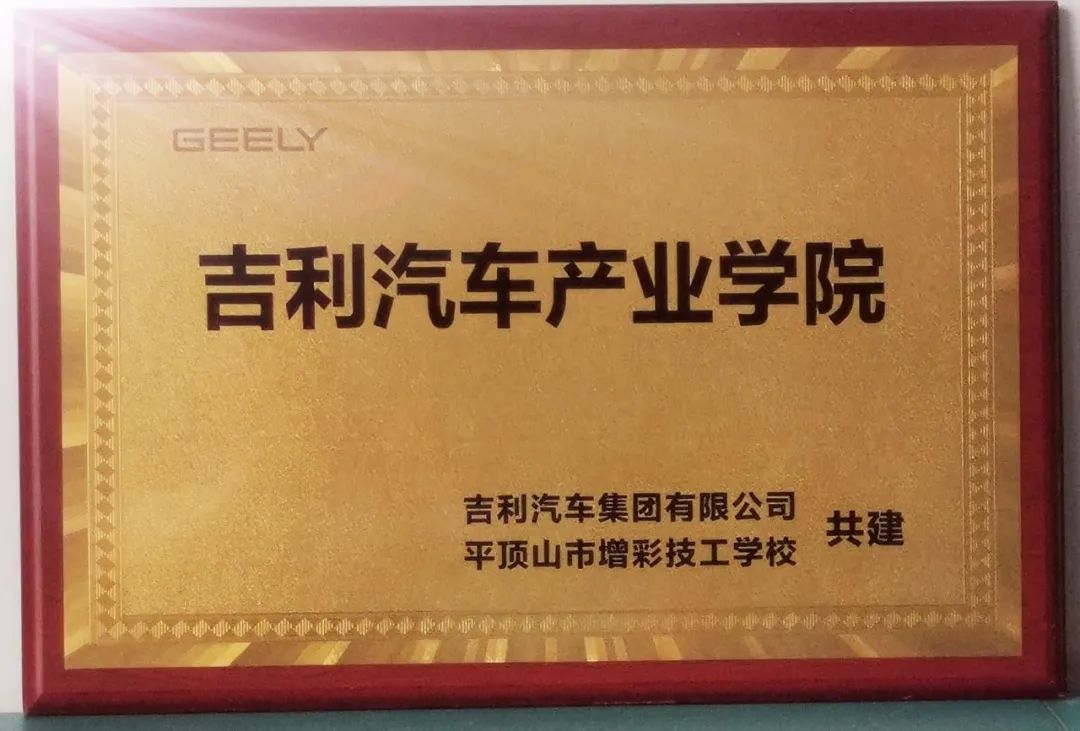 GEELY
吉利汽车产业学院
吉利汽车集团有限公司
平顶山市增彩技工学校
共建